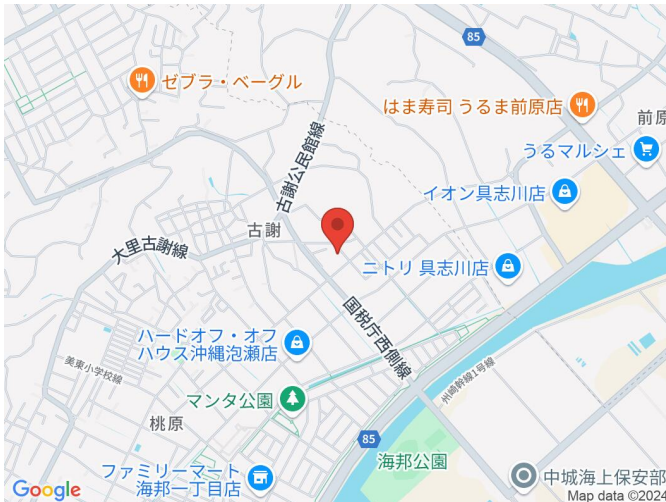 85
ゼブラ・ベーグル
はま寿司 うるま前原店
前原
うるマルシェ
古謝公民館線
イオン具志川店
古謝
大里古謝線
ニトリ 具志川店
国税庁西側線
ハードオフ・オフ
ハウス沖縄泡瀬店
州崎幹線1号線
美東小学校線
マンタ公園
桃原
85
海邦公園
ファミリーマート
海邦一丁目店
中城海上保安部
Google
Map data ©2024